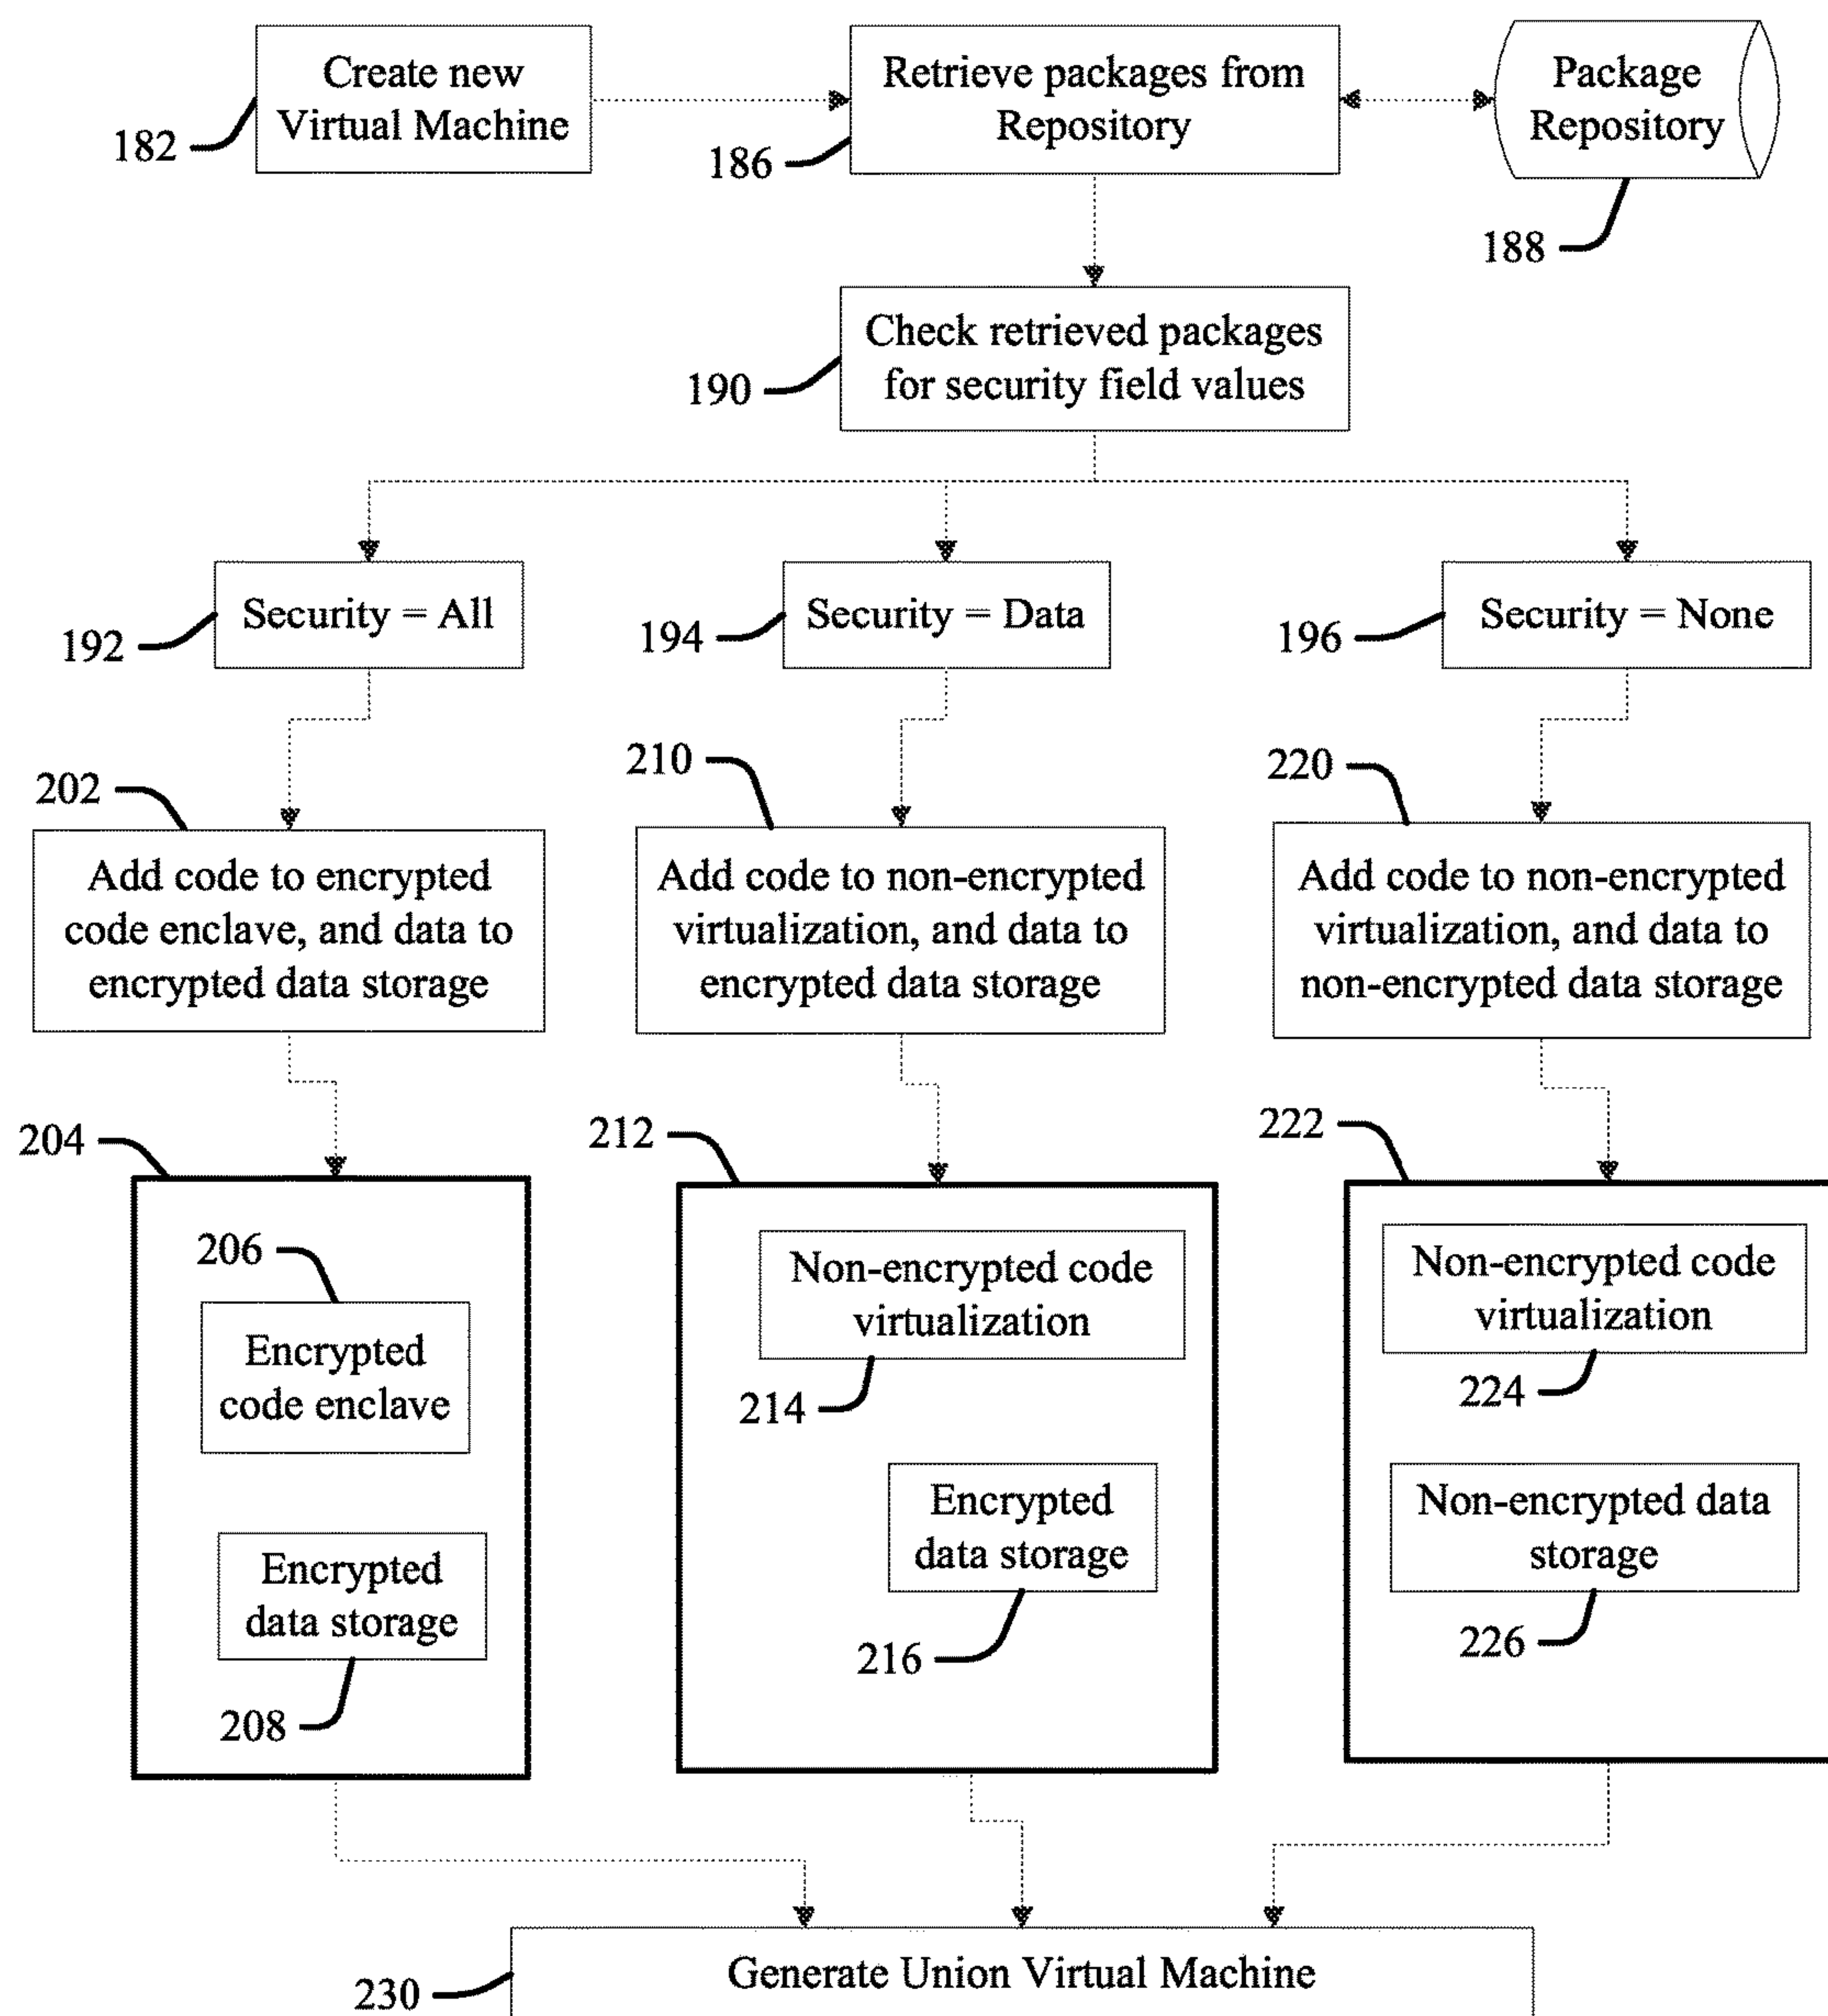 Create new
Virtual Machine
182
Retrieve packages from
Repository
186
Package
Repository
188
Check retrieved packages
for security field values
190
Security = All
192
Security = Data
194
Security = None
196
202
Add code to encrypted
code enclave, and data to
encrypted data storage
210
Add code to non-encrypted
virtualization, and data to
encrypted data storage
220
Add code to non-encrypted
virtualization, and data to
non-encrypted data storage
204
206
Encrypted
code enclave
Encrypted
data storage
208
212
Non-encrypted code
virtualization
214
Encrypted
data storage
216
222
Non-encrypted code
virtualization
224
Non-encrypted data
storage
226
Generate Union Virtual Machine
230